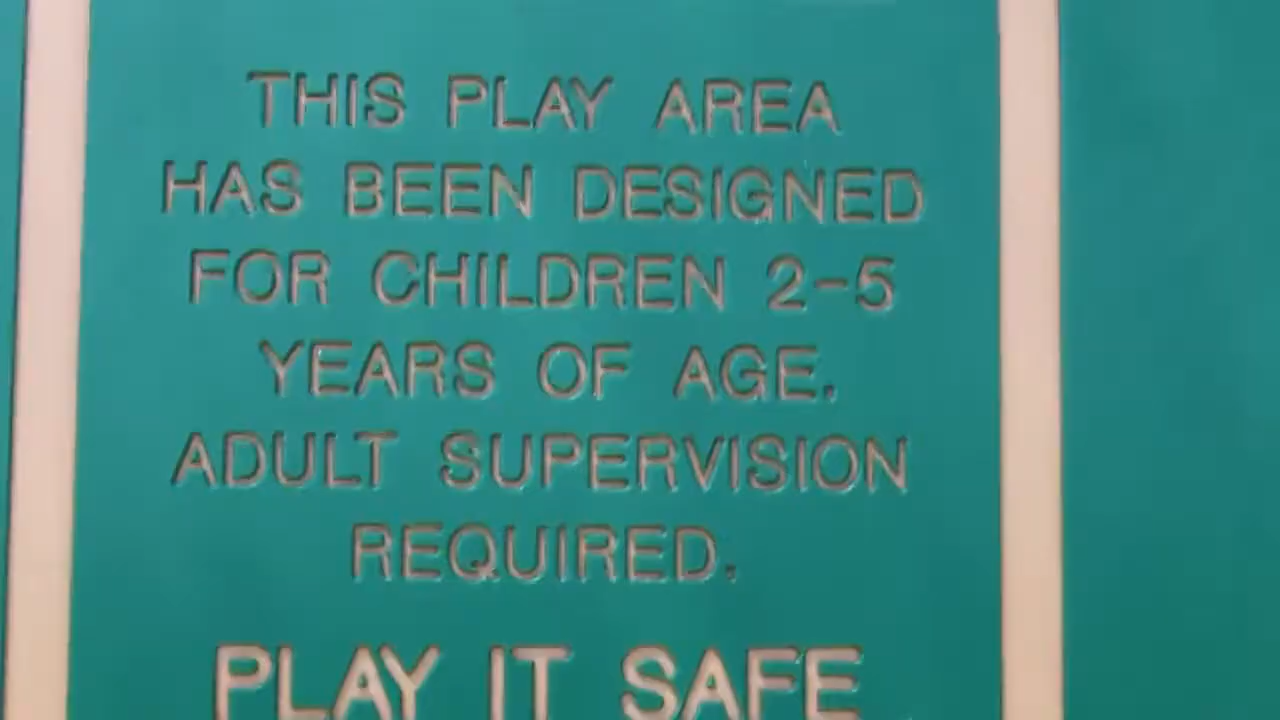 THIS PLAY AREA
HAS BEEN DESIGNED
FOR CHILDREN 2-5
YEARS OF AGE.
ADULT SUPERVISION
REQUIRED.
PLAY IT SAFE